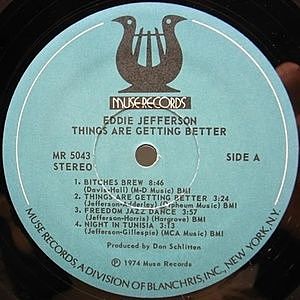 MUSE·RECORDS
EDDIE JEFFERSON
THINGS ARE GETTING BETTER
MR 5043
STEREO
SIDE A
1. BITCHES BREW 8:46
(Davis-Hall) (M-D Music) BMI
2. THINGS ARE GETTING BETTER 3:24
(Jefferson-Adderley) (Orpheum Music) BMI
3. FREEDOM JAZZ DANCE 3:57
(Jefferson-Harris) (Hargrove) BMI
4. NIGHT IN TUNISIA 3:53
(Jefferson-Gillespie) (MCA Music) BMI
Produced by Don Schlitten
℗ 1974 Muse Records
MUSE RECORDS, A DIVISION OF BLANCHRIS, INC., NEW YORK, N.Y.